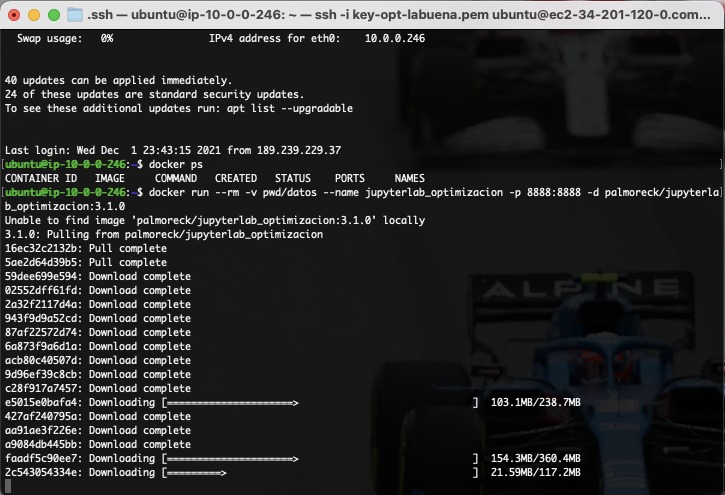 .ssh — ubuntu@ip-10-0-0-246: ~ — ssh -i key-opt-labuena.pem ubuntu@ec2-34-201-120-0.com...
Swap usage:   0%               IPv4 address for eth0:    10.0.0.246
40 updates can be applied immediately.
24 of these updates are standard security updates.
To see these additional updates run: apt list --upgradable
Last login: Wed Dec  1 23:43:15 2021 from 189.239.229.37
[ubuntu@ip-10-0-0-246:~$ docker ps ]
CONTAINER ID   IMAGE     COMMAND   CREATED   STATUS    PORTS     NAMES
[ubuntu@ip-10-0-0-246:~$ docker run --rm -v pwd/datos --name jupyterlab_optimizacion -p 8888:8888 -d palmoreck/jupyterla]
b_optimizacion:3.1.0
Unable to find image 'palmoreck/jupyterlab_optimizacion:3.1.0' locally
3.1.0: Pulling from palmoreck/jupyterlab_optimizacion
16ec32c2132b: Pull complete
5ae2d64d39b5: Pull complete
59dee699e594: Download complete
02552dff61fd: Download complete
2a32f2117d4a: Download complete
943f9d9a52cd: Download complete
87af22572d74: Download complete
6a873f9a6d1a: Download complete
acb80c40507d: Download complete
9d96ef39c8cb: Download complete
c28f917a7457: Download complete
e5015e0bafa4: Downloading [=====================>                             ]  103.1MB/238.7MB
427af240795a: Download complete
aa91ae3f226e: Download complete
a9084db445bb: Download complete
faadf5c90ee7: Downloading [=====================>                             ]  154.3MB/360.4MB
2c543054334e: Downloading [=========>                                         ]  21.59MB/117.2MB
ALPINE